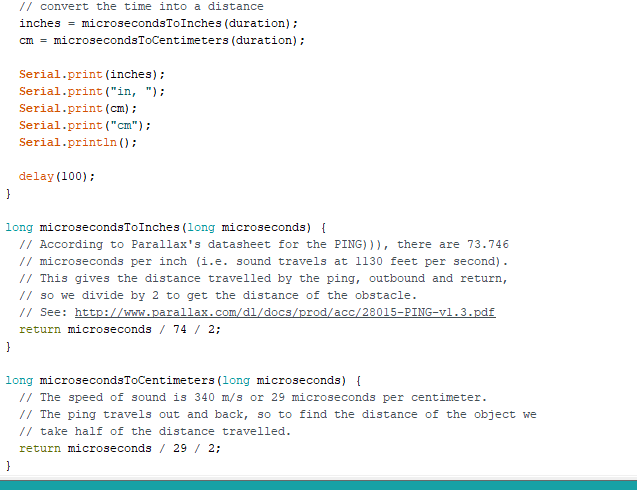 // convert the time into a distance
inches = microsecondsToInches(duration);
cm = microsecondsToCentimeters(duration);
Serial.print(inches);
Serial.print("in, ");
Serial.print(cm);
Serial.print("cm");
Serial.println();
delay(100);
}
long microsecondsToInches(long microseconds) {
// According to Parallax's datasheet for the PING))), there are 73.746
// microseconds per inch (i.e. sound travels at 1130 feet per second).
// This gives the distance travelled by the ping, outbound and return,
// so we divide by 2 to get the distance of the obstacle.
// See: http://www.parallax.com/dl/docs/prod/acc/28015-PING-v1.3.pdf
return microseconds / 74 / 2;
}
long microsecondsToCentimeters(long microseconds) {
// The speed of sound is 340 m/s or 29 microseconds per centimeter.
// The ping travels out and back, so to find the distance of the object we
// take half of the distance travelled.
return microseconds / 29 / 2;
}